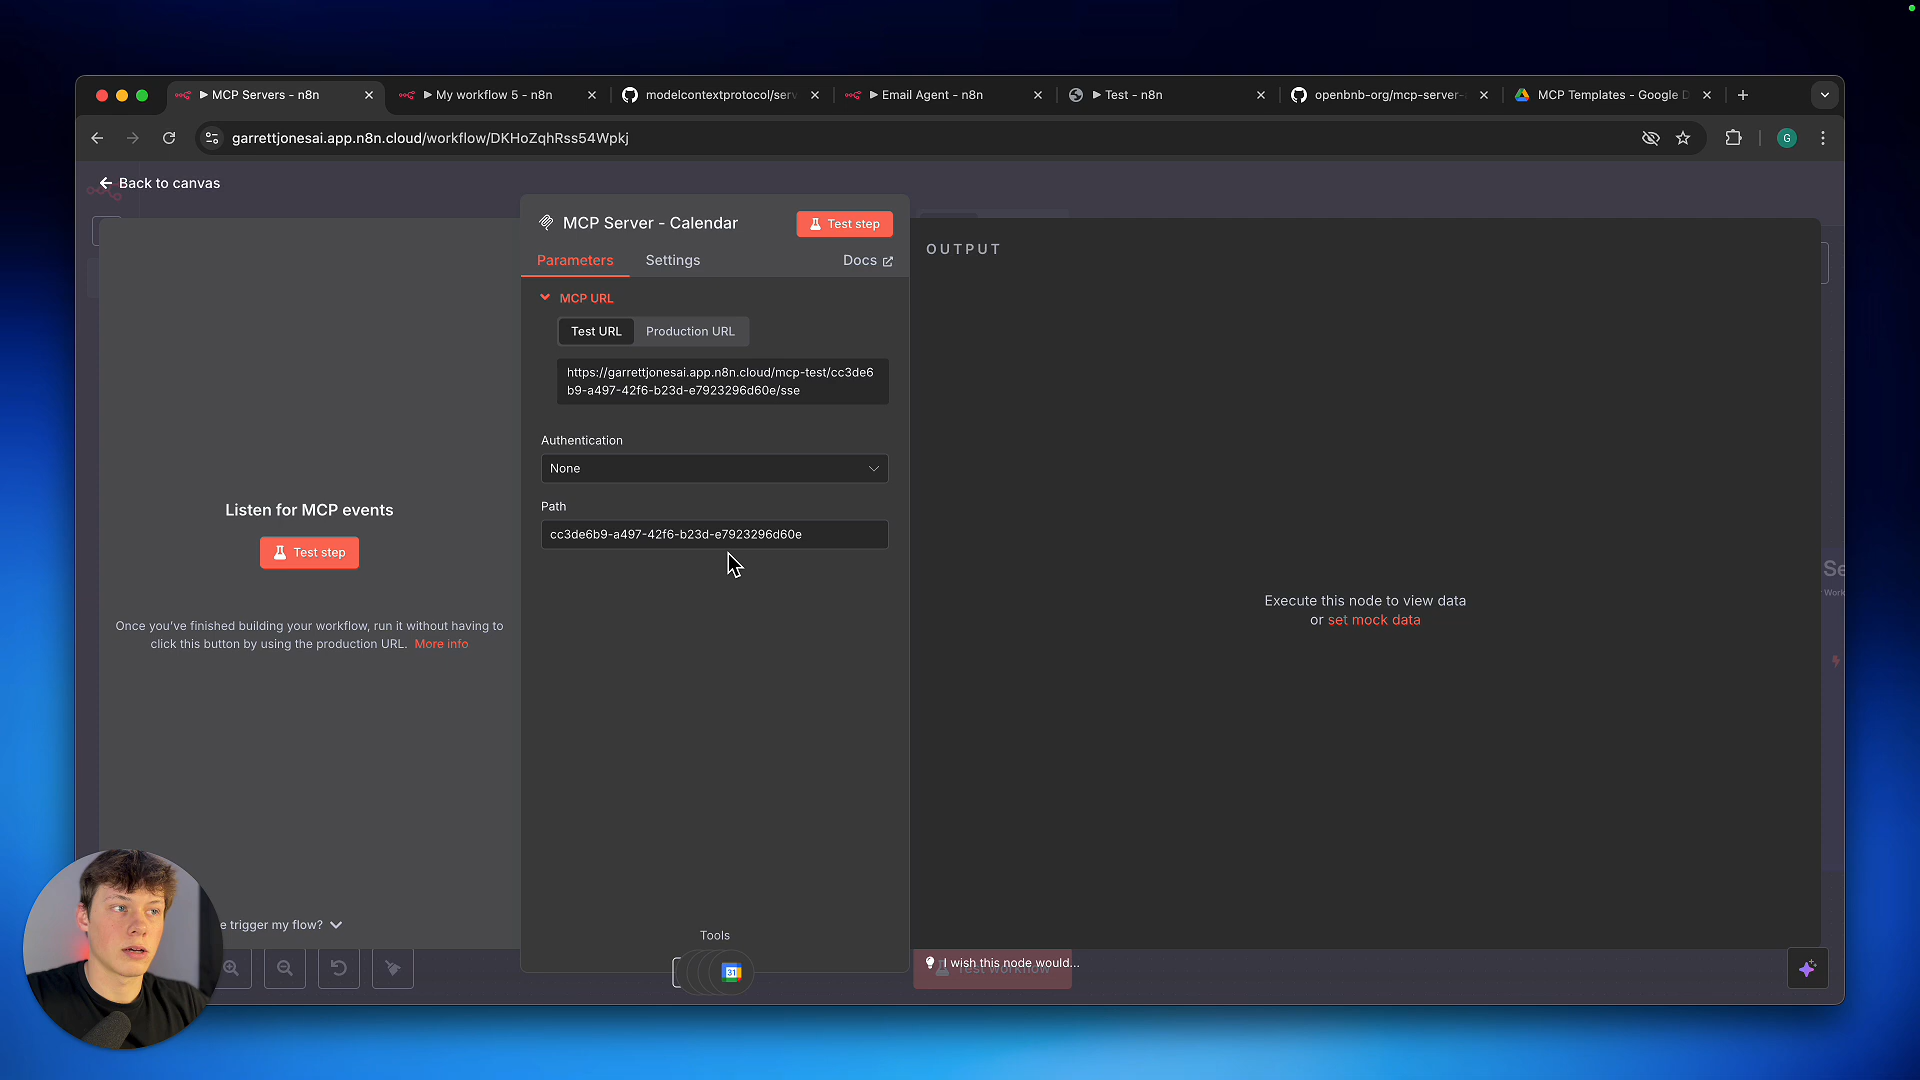 MCP Servers - n8n
My workflow 5 - n8n
modelcontextprotocol/serv
Email Agent - n8n
Test - n8n
openbnb-org/mcp-server-
MCP Templates - Google D
garrettjonesai.app.n8n.cloud/workflow/DKHoZqhRss54Wpkj
G
Back to canvas
MCP Server - Calendar
Test step
Parameters
Settings
Docs
OUTPUT
MCP URL
Test URL
Production URL
https://garrettjonesai.app.n8n.cloud/mcp-test/cc3de6
b9-a497-42f6-b23d-e7923296d60e/sse
Authentication
None
Path
cc3de6b9-a497-42f6-b23d-e7923296d60e
Listen for MCP events
Test step
Once you've finished building your workflow, run it without having to
click this button by using the production URL. More info
Execute this node to view data
or set mock data
Se
Work
e trigger my flow?
Tools
31
I wish this node would...
Test workflow